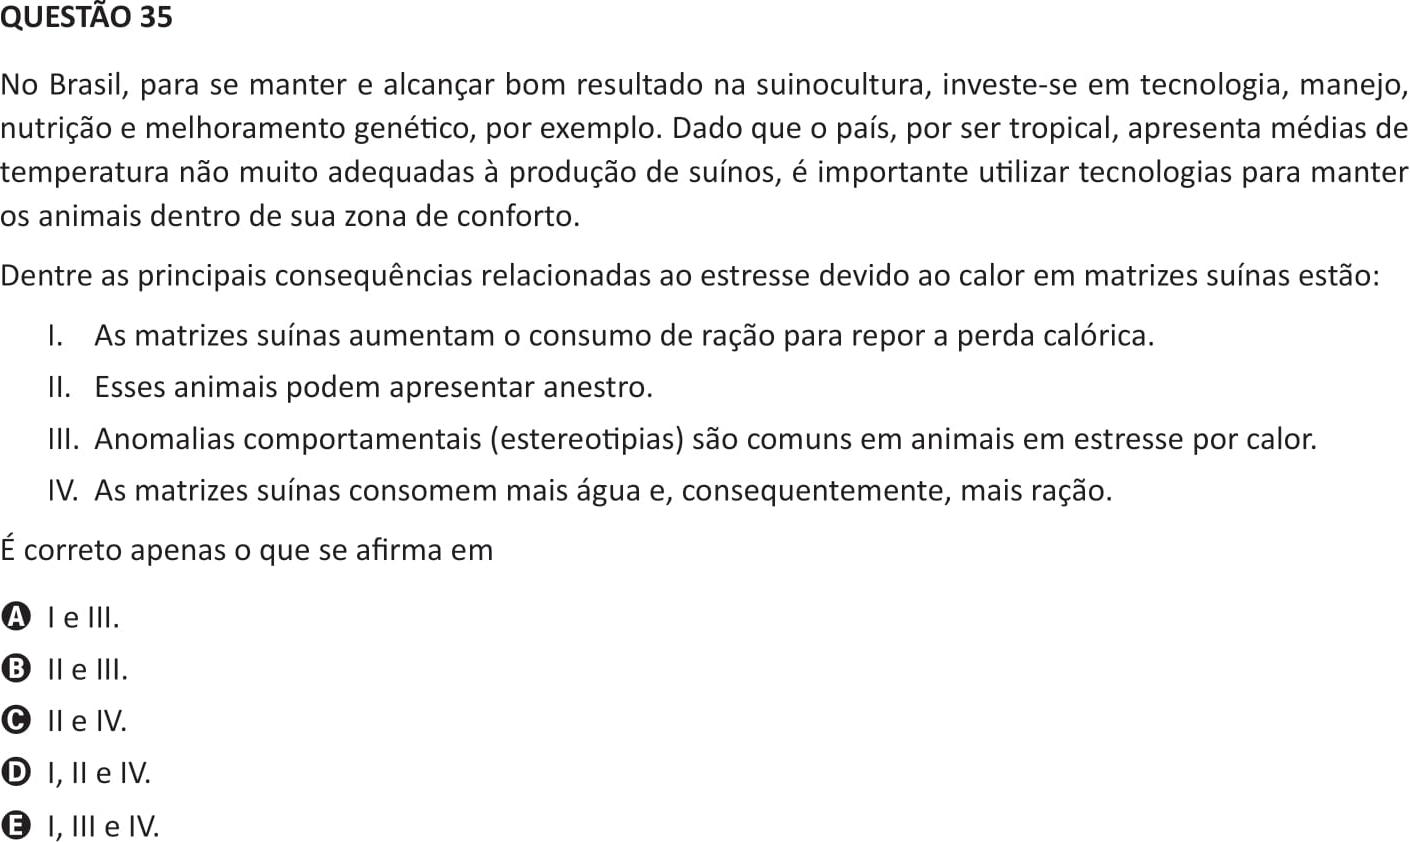 QUESTÃO 35
No Brasil, para se manter e alcançar bom resultado na suinocultura, investe-se em tecnologia, manejo,
nutrição e melhoramento genético, por exemplo. Dado que o país, por ser tropical, apresenta médias de
temperatura não muito adequadas à produção de suínos, é importante utilizar tecnologias para manter
os animais dentro de sua zona de conforto.
Dentre as principais consequências relacionadas ao estresse devido ao calor em matrizes suínas estão:
I. As matrizes suínas aumentam o consumo de ração para repor a perda calórica.
II. Esses animais podem apresentar anestro.
III. Anomalias comportamentais (estereotipias) são comuns em animais em estresse por calor.
IV. As matrizes suínas consomem mais água e, consequentemente, mais ração.
É correto apenas o que se afirma em
A I e III.
B II e III.
C II e IV.
D I, II e IV.
E I, III e IV.